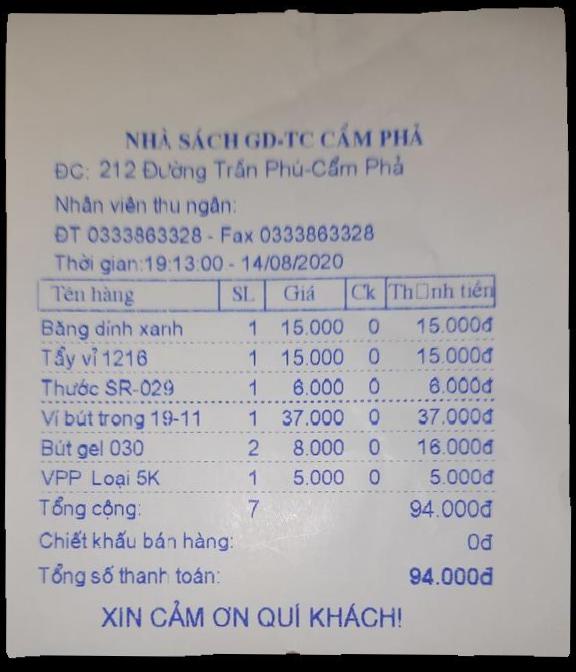 NHÀ SÁCH GD-TC CẨM PHẢ
ĐC: 212 Đường Trần Phú-Cẩm Phả
Nhân viên thu ngân:
ĐT 0333863328 - Fax 0333863328
Thời gian:19:13:00 - 14/08/2020
Tên hàng SL Giá Ck Th□nh tiền
Băng dính xanh 1 15.000 0 15.000đ
Tẩy vỉ 1216 1 15.000 0 15.000đ
Thước SR-029 1 6.000 0 6.000đ
Ví bút trong 19-11 1 37.000 0 37.000đ
Bút gel 030 2 8.000 0 16.000đ
VPP Loại 5K 1 5.000 0 5.000đ
Tổng cộng: 7 94.000đ
Chiết khấu bán hàng: 0đ
Tổng số thanh toán: 94.000đ
XIN CẢM ƠN QUÍ KHÁCH!